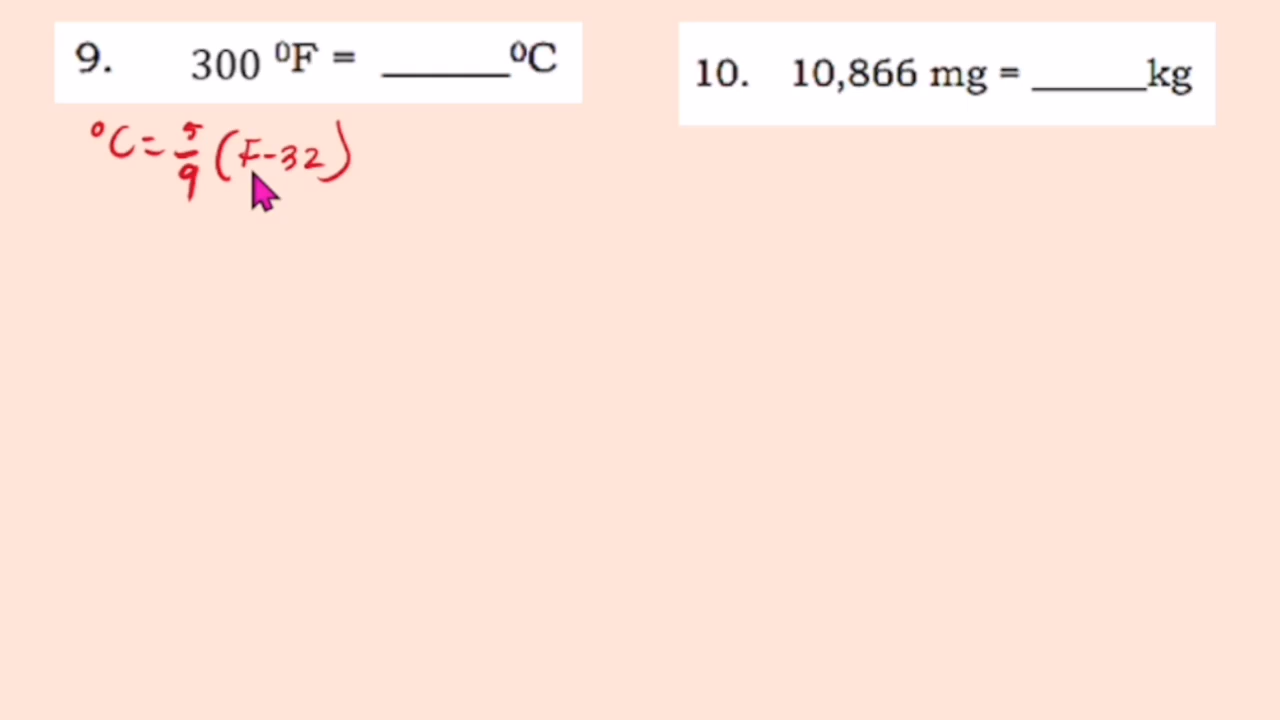 9. 300 ⁰F = ______⁰C
⁰C = 5/9 (F-32)
10. 10,866 mg = ______kg